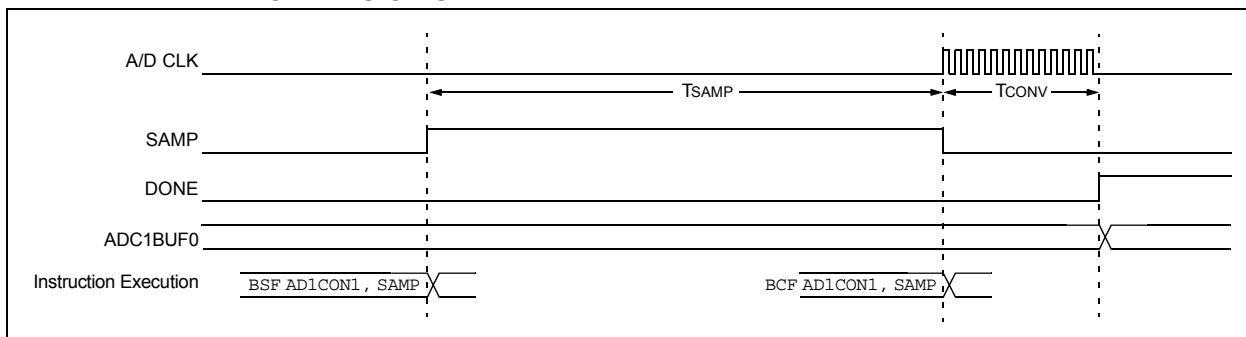 A/D CLK
TSAMP
TCONV
SAMP
DONE
ADC1BUF0
Instruction Execution
BSF AD1CON1, SAMP
BCF AD1CON1, SAMP